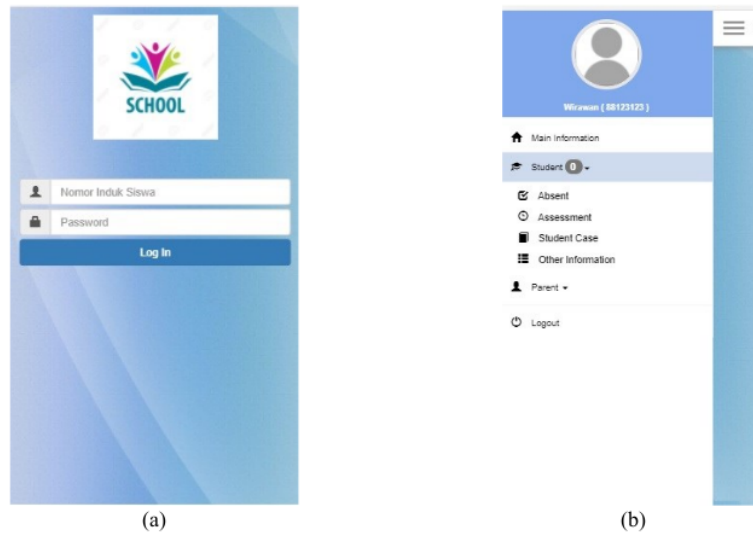 SCHOOL
Nomor Induk Siswa
Password
Log In
(a)
Wirawan ( 88123123 )
Main Information
Student 0
Absent
Assessment
Student Case
Other Information
Parent
Logout
(b)